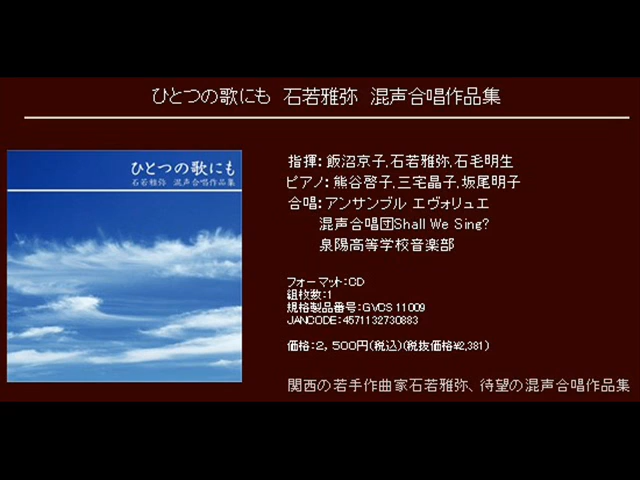 ひとつの歌にも 石若雅弥 混声合唱作品集
ひとつの歌にも
石若雅弥 混声合唱作品集
指揮：飯沼京子,石若雅弥,石毛明生
ピアノ：熊谷啓子,三宅晶子,坂尾明子
合唱：アンサンブル エヴォリュエ
混声合唱団Shall We Sing?
泉陽高等学校音楽部
フォーマット:CD
組枚数:1
規格製品番号:GVCS 11009
JANCODE:4571132730883
価格：2，500円(税込)(税抜価格¥2,381)
関西の若手作曲家石若雅弥、待望の混声合唱作品集